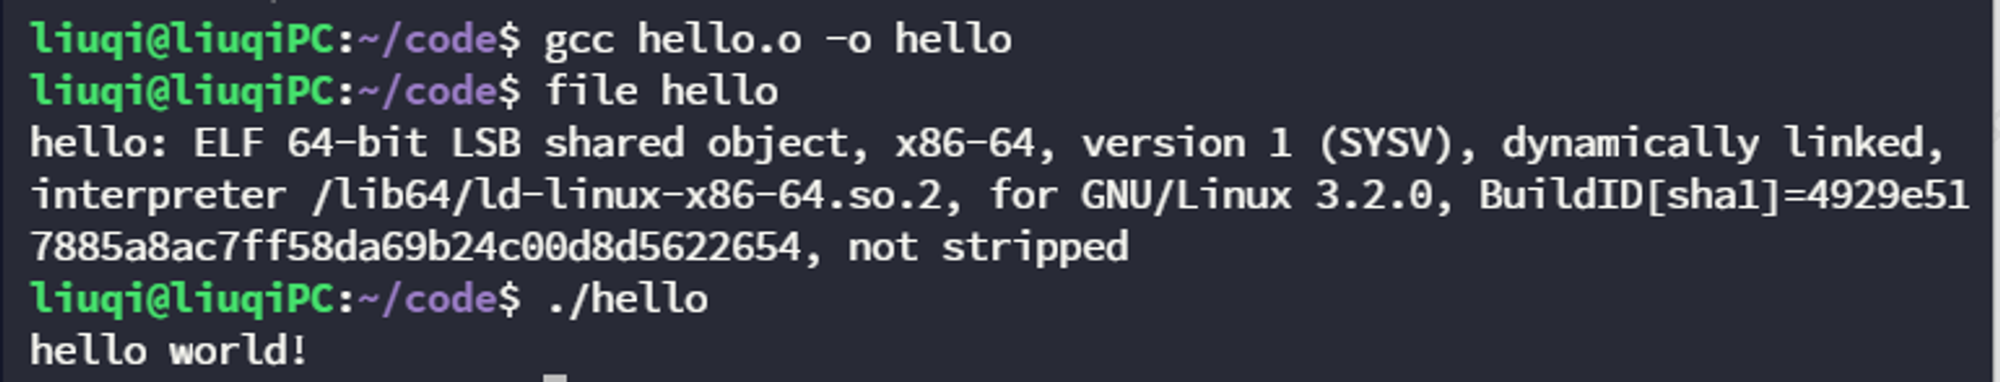 liuqi@liuqiPC:~/code$ gcc hello.o -o hello
liuqi@liuqiPC:~/code$ file hello
hello: ELF 64-bit LSB shared object, x86-64, version 1 (SYSV), dynamically linked,
interpreter /lib64/ld-linux-x86-64.so.2, for GNU/Linux 3.2.0, BuildID[sha1]=4929e51
7885a8ac7ff58da69b24c00d8d5622654, not stripped
liuqi@liuqiPC:~/code$ ./hello
hello world!